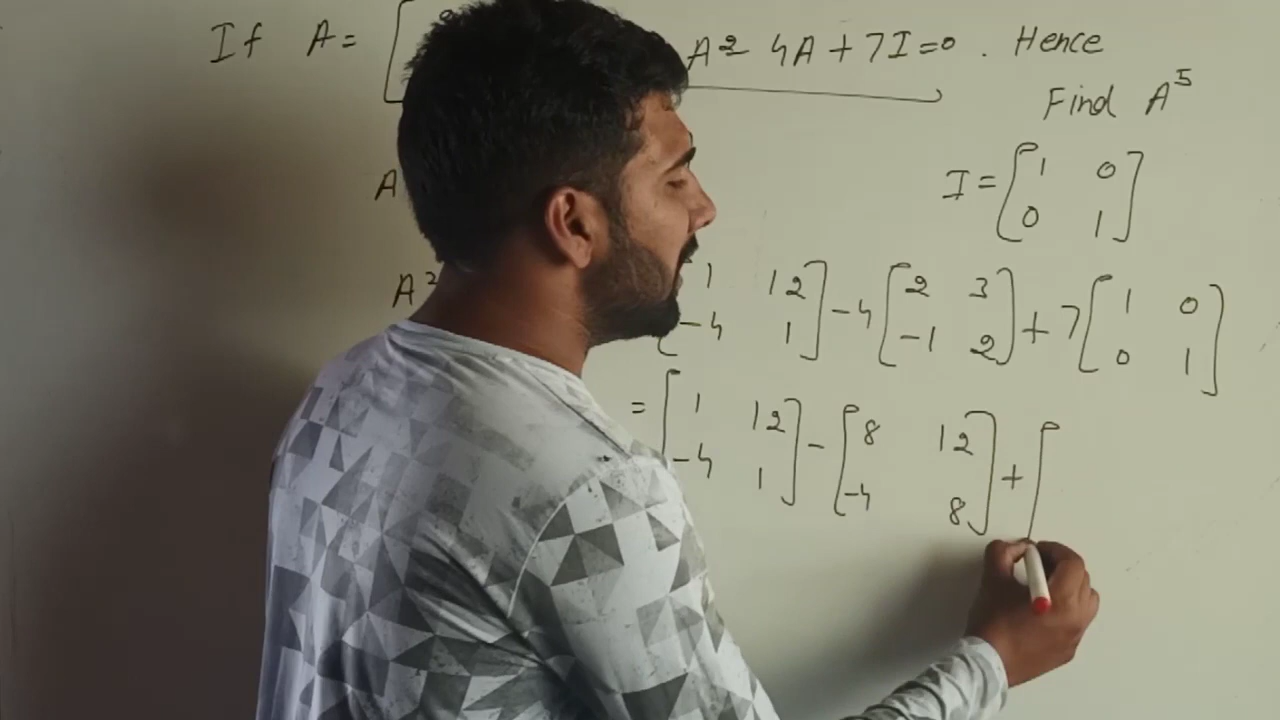 If A = [ 2 A² 4A + 7I = 0 . Hence
Find A⁵
I = [ 1 0
0 1 ]
A
A² 1 12 ] - 4 [ 2 3 ] + 7 [ 1 0 ]
-4 1 -1 2 0 1
= [ 1 12 ] - [ 8 12 ] + [
-4 1 -4 8